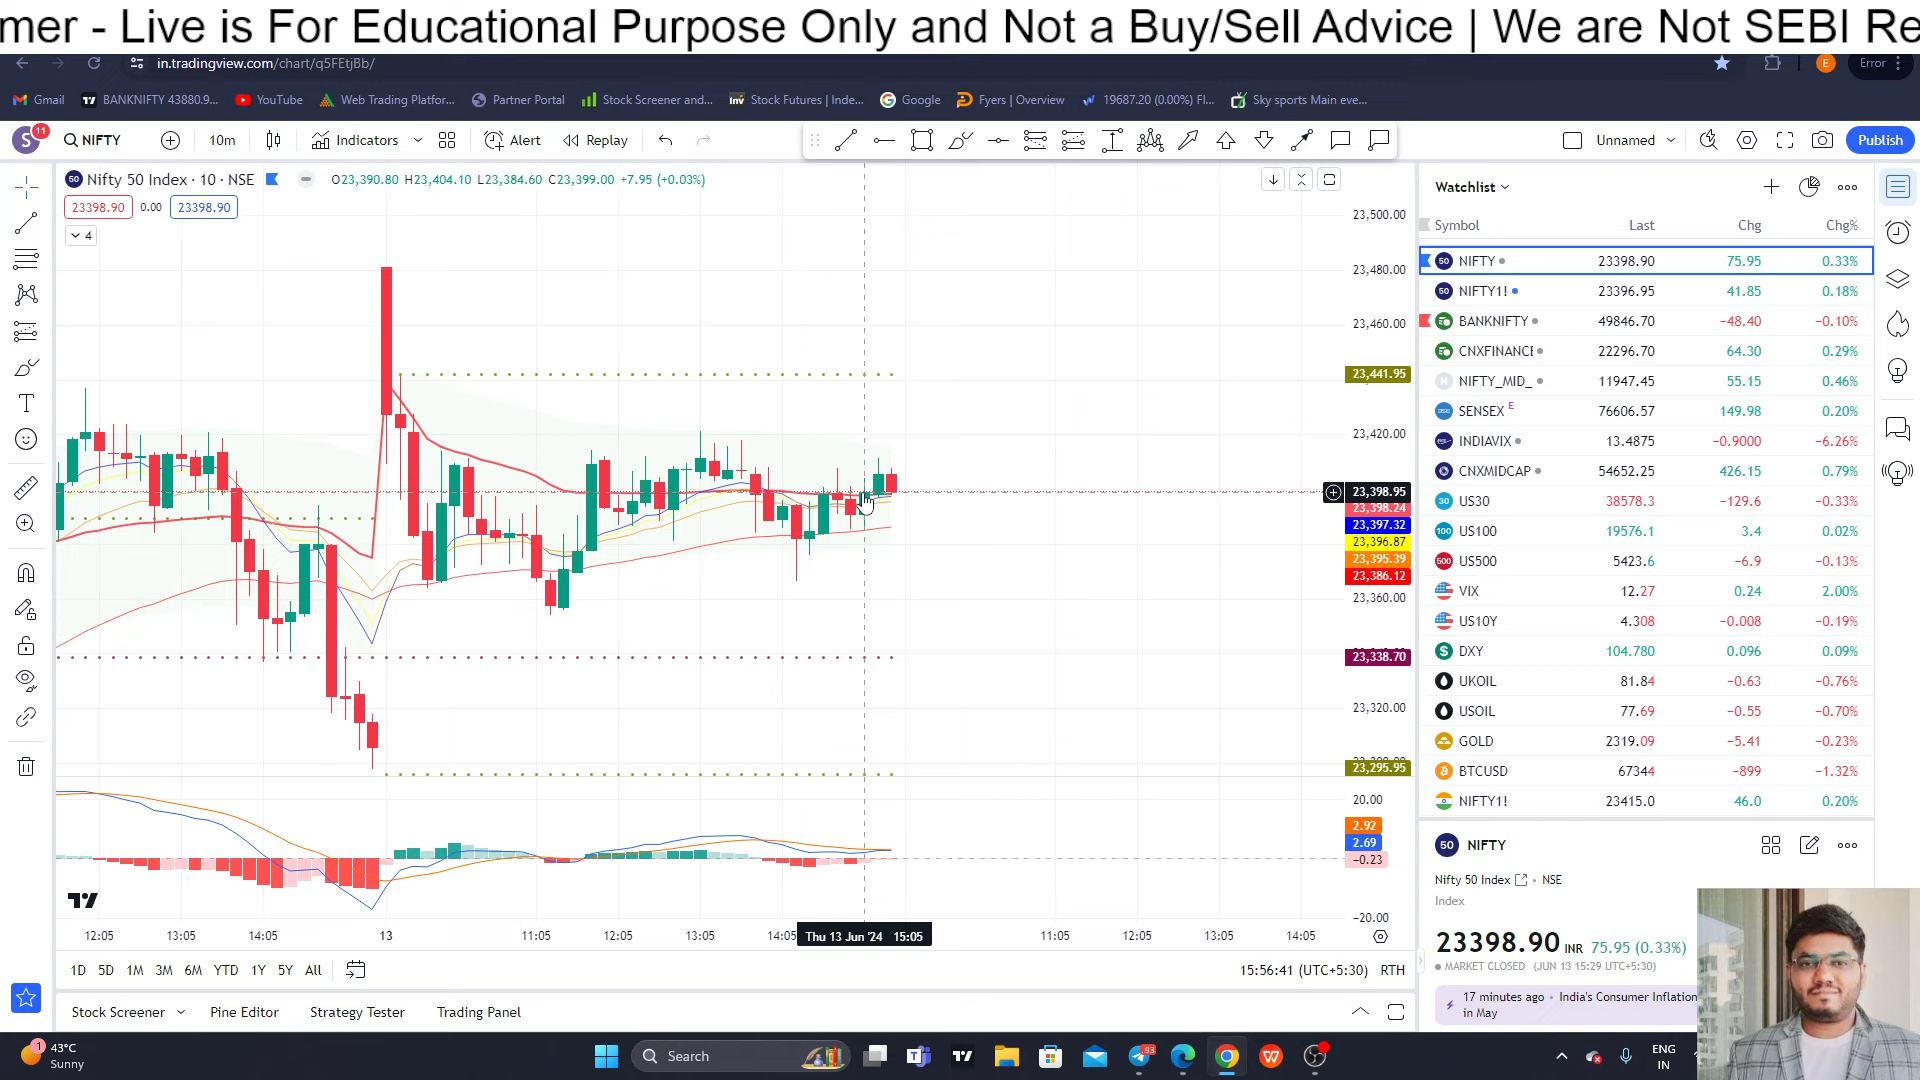 mer - Live is For Educational Purpose Only and Not a Buy/Sell Advice | We are Not SEBI Re
in.tradingview.com/chart/q5FEtjBb/
E
Error
Gmail
BANKNIFTY 43880.9...
YouTube
Web Trading Platfor...
Partner Portal
Stock Screener and...
Inv
Stock Futures | Inde...
Google
Fyers | Overview
19687.20 (0.00%) Fl...
Sky sports Main eve...
S
11
NIFTY
10m
Indicators
Alert
Replay
Unnamed
Publish
50 Nifty 50 Index · 10 · NSE
O23,390.80 H23,404.10 L23,384.60 C23,399.00 +7.95 (+0.03%)
23398.90 0.00 23398.90
4
23,500.00
23,480.00
23,460.00
23,441.95
23,420.00
23,398.95
23,398.24
23,397.32
23,396.87
23,395.39
23,386.12
23,360.00
23,338.70
23,320.00
23,295.95
20.00
2.92
2.69
−0.23
−20.00
12:05
13:05
14:05
13
11:05
12:05
13:05
14:05
Thu 13 Jun '24 15:05
11:05
12:05
13:05
14:05
1D 5D 1M 3M 6M YTD 1Y 5Y All
15:56:41 (UTC+5:30) RTH
Stock Screener
Pine Editor
Strategy Tester
Trading Panel
Watchlist
Symbol Last Chg Chg%
50 NIFTY 23398.90 75.95 0.33%
50 NIFTY1! 23396.95 41.85 0.18%
BANKNIFTY 49846.70 −48.40 −0.10%
CNXFINANCE 22296.70 64.30 0.29%
N NIFTY_MID_ 11947.45 55.15 0.46%
SENSEX E 76606.57 149.98 0.20%
INDIAVIX 13.4875 −0.9000 −6.26%
CNXMIDCAP 54652.25 426.15 0.79%
30 US30 38578.3 −129.6 −0.33%
100 US100 19576.1 3.4 0.02%
500 US500 5423.6 −6.9 −0.13%
VIX 12.27 0.24 2.00%
US10Y 4.308 −0.008 −0.19%
$ DXY 104.780 0.096 0.09%
UKOIL 81.84 −0.63 −0.76%
USOIL 77.69 −0.55 −0.70%
GOLD 2319.09 −5.41 −0.23%
BTCUSD 67344 −899 −1.32%
NIFTY1! 23415.0 46.0 0.20%
50 NIFTY
Nifty 50 Index · NSE
Index
23398.90 INR 75.95 (0.33%)
MARKET CLOSED (JUN 13 15:29 UTC+5:30)
17 minutes ago · India's Consumer Inflation
in May
1
43°C
Sunny
Search
93
ENG
IN